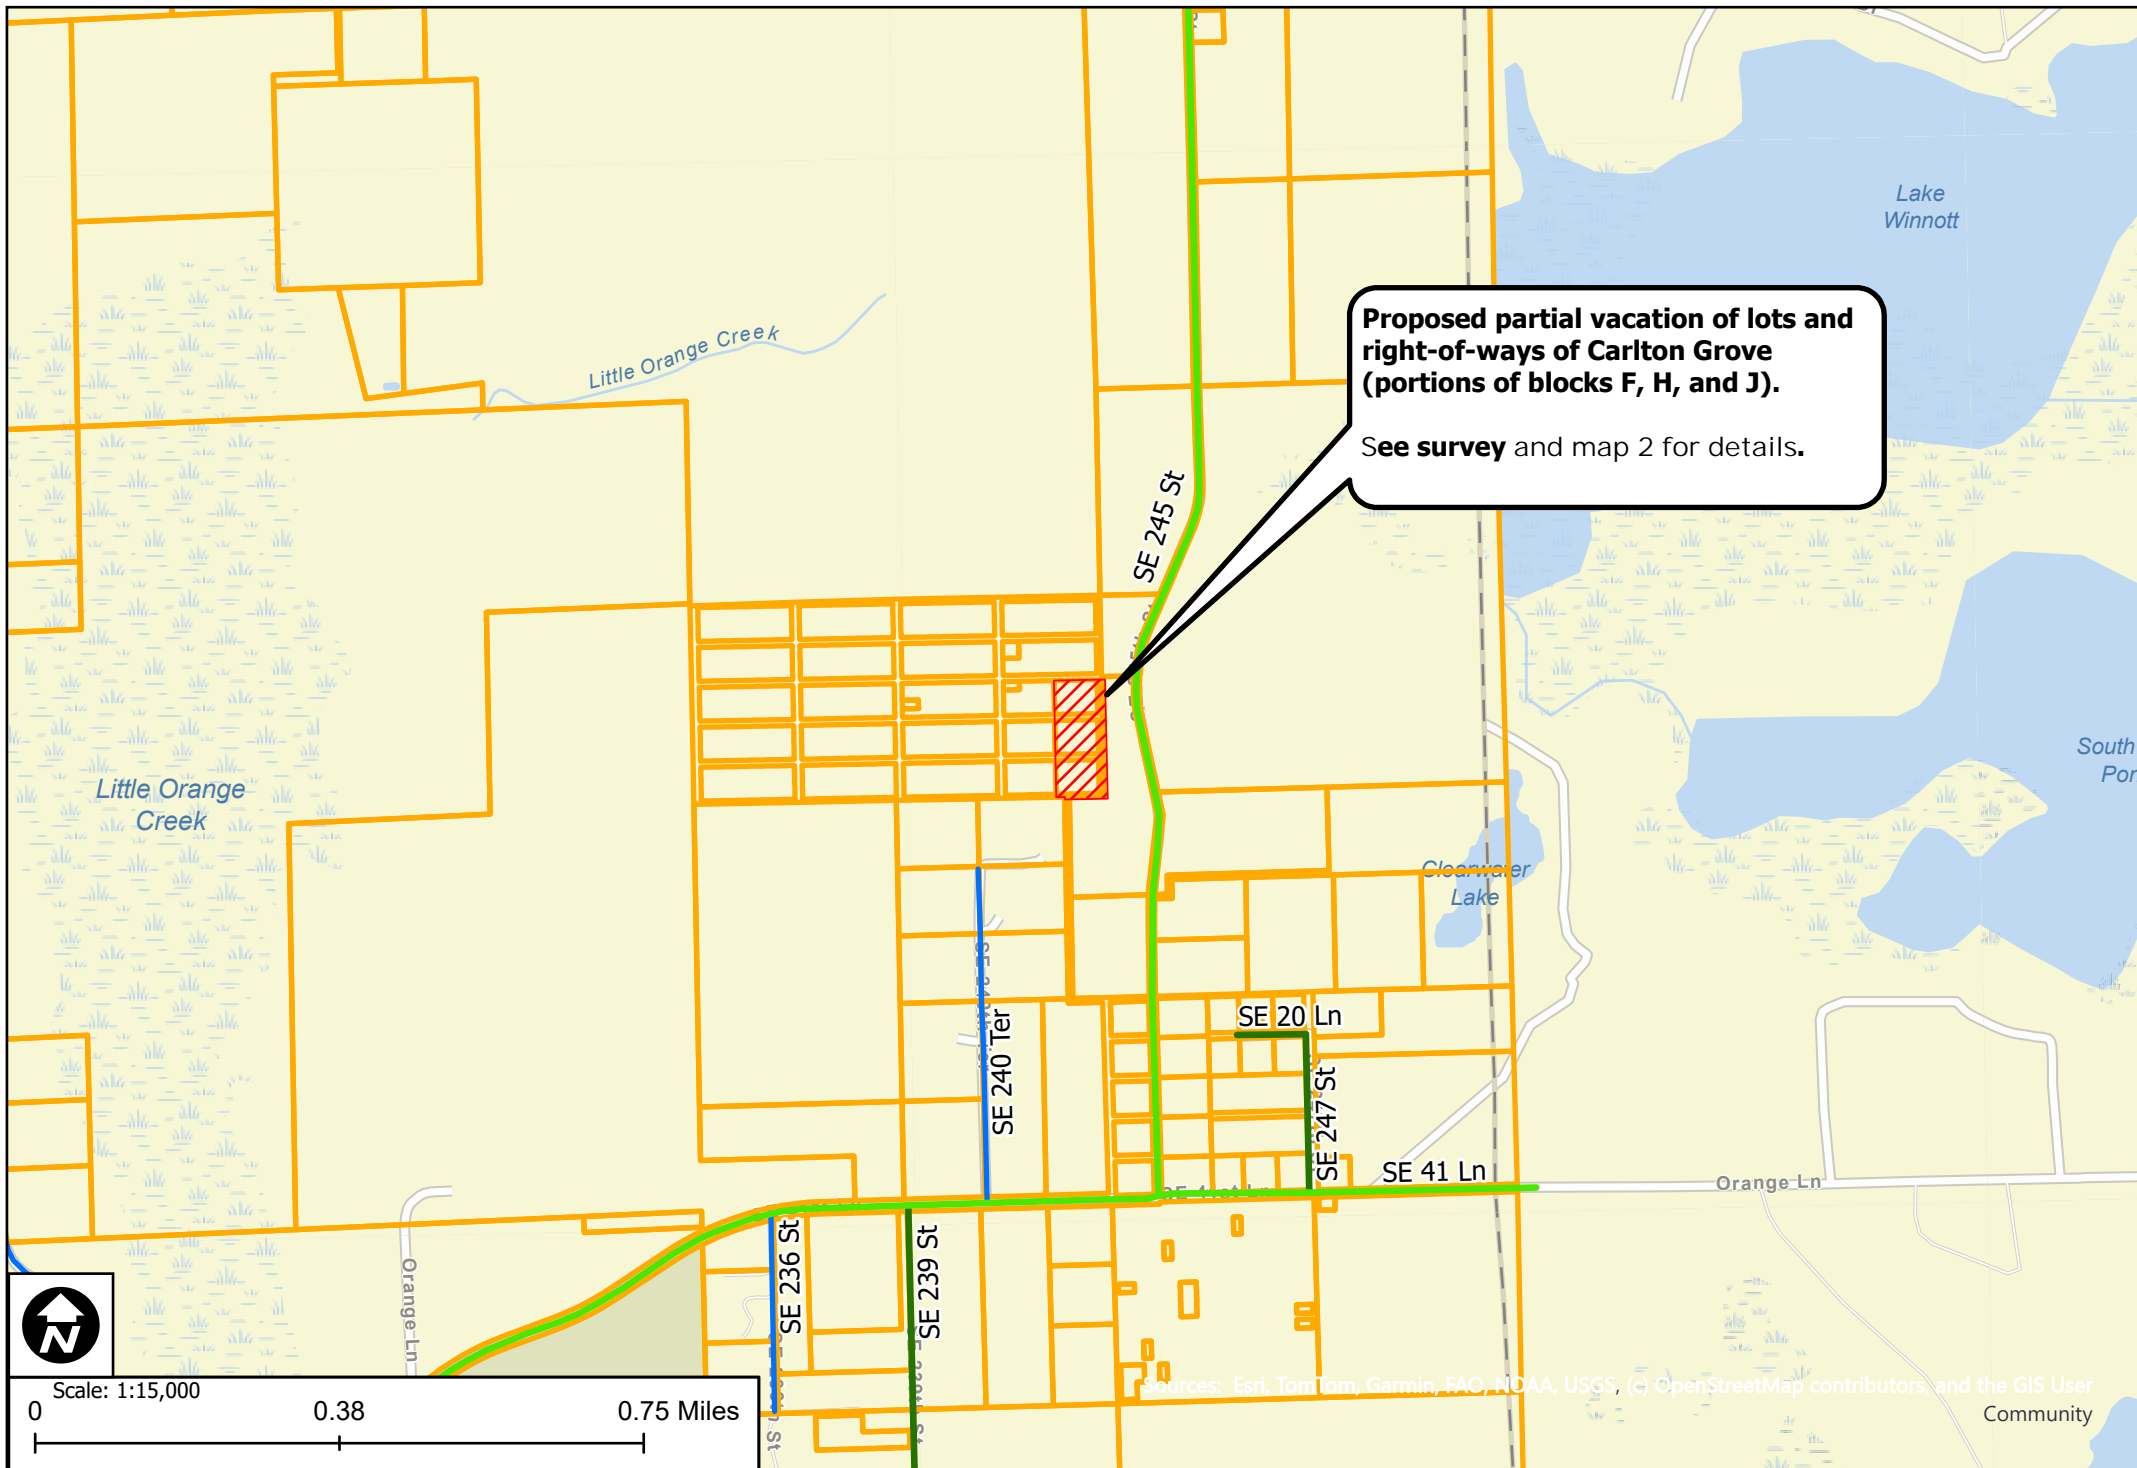 Lake
Winnott
Proposed partial vacation of lots and
right-of-ways of Carlton Grove
(portions of blocks F, H, and J).
See survey and map 2 for details.
Little Orange Creek
SE 245 St
Little Orange
Creek
South
Clearwater
Lake
SE 20 Ln
SE 240 Ter
SE 247 St
SE 41 Ln
SE 41st Ln
Orange Ln
SE 236 St
SE 239 St
Orange Ln
N
Scale: 1:15,000
0 0.38 0.75 Miles
Sources: Esri, TomTom, Garmin, FAO, NOAA, USGS, (c) OpenStreetMap contributors, and the GIS User
Community